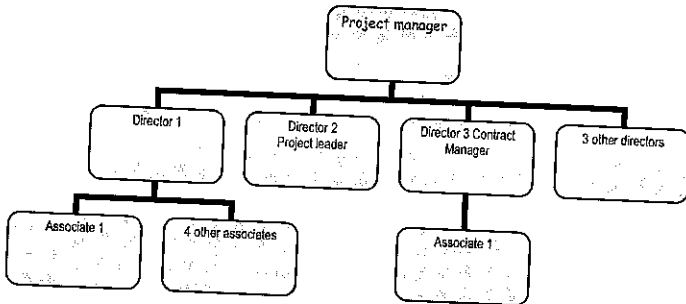 Project manager
Director 1
Director 2
Project leader
Director 3 Contract
Manager
3 other directors
Associate 1
4 other associates
Associate 1